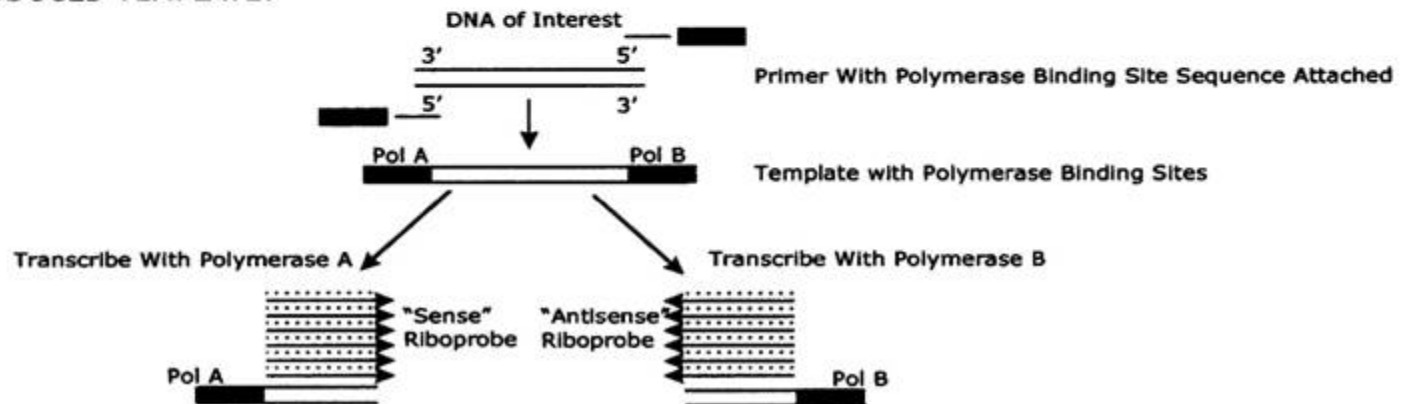 DNA of Interest
3' 5'
Primer With Polymerase Binding Site Sequence Attached
5' 3'
Pol A Pol B
Template with Polymerase Binding Sites
Transcribe With Polymerase A
Transcribe With Polymerase B
"Sense"
Riboprobe
"Antisense"
Riboprobe
Pol A
Pol B